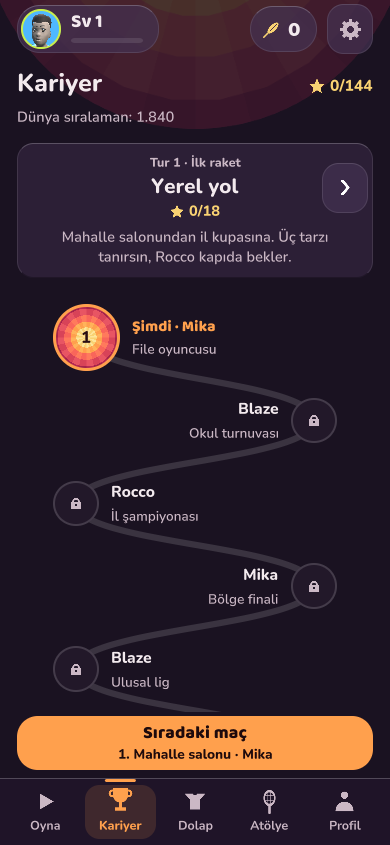 Sv 1
0
Kariyer
0/144
Dünya sıralaman: 1.840
Tur 1 · İlk raket
Yerel yol
0/18
Mahalle salonundan il kupasına. Üç tarzı
tanırsın, Rocco kapıda bekler.
1
Şimdi · Mika
File oyuncusu
Blaze
Okul turnuvası
Rocco
İl şampiyonası
Mika
Bölge finali
Blaze
Ulusal lig
Sıradaki maç
1. Mahalle salonu · Mika
Oyna
Kariyer
Dolap
Atölye
Profil